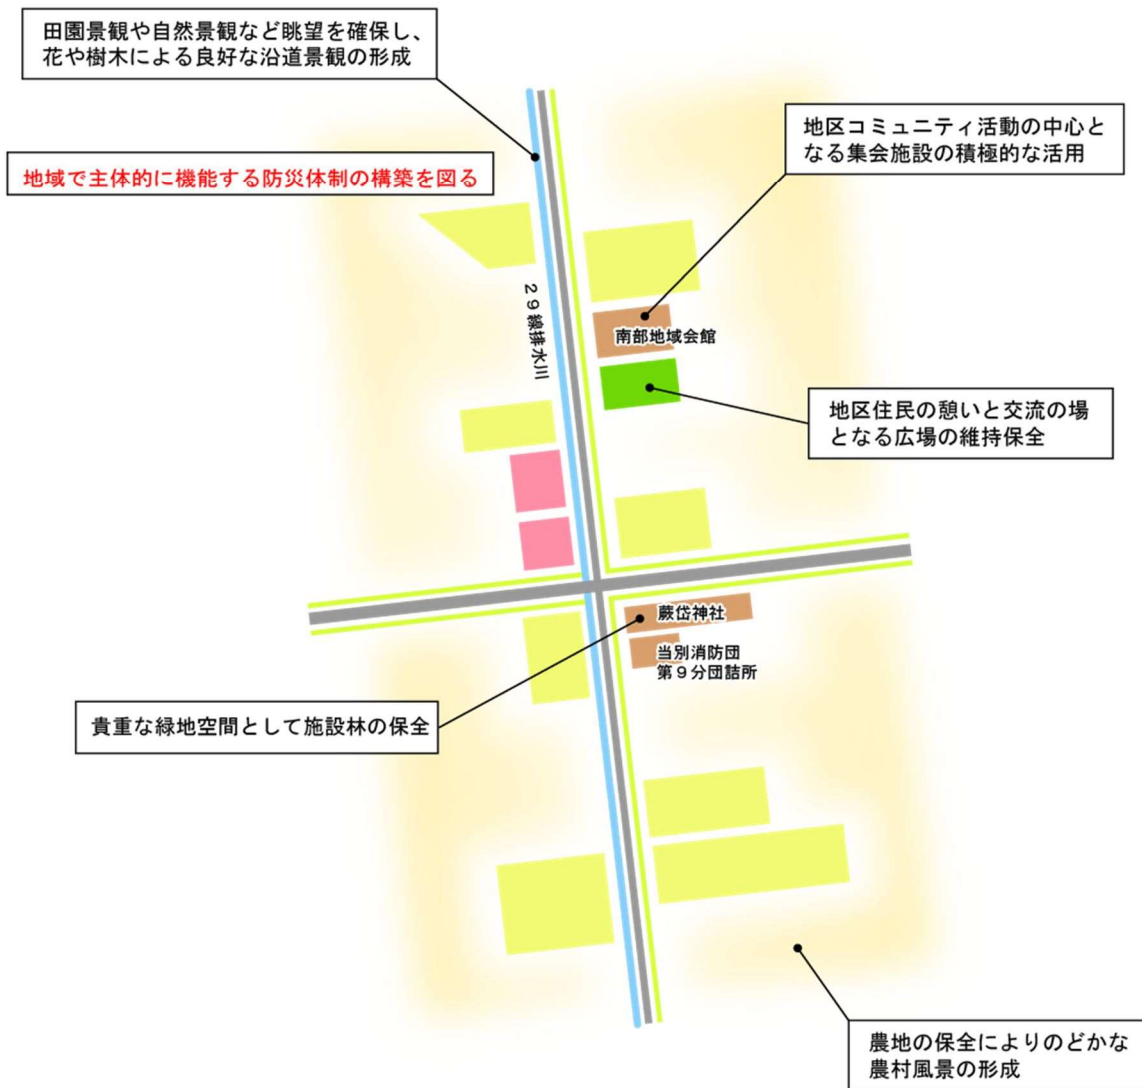 田園景観や自然景観など眺望を確保し、
花や樹木による良好な沿道景観の形成
地区コミュニティ活動の中心と
なる集会施設の積極的な活用
地域で主体的に機能する防災体制の構築を図る
２９線排水川
南部地域会館
地区住民の憩いと交流の場
となる広場の維持保全
蕨岱神社
当別消防団
第９分団詰所
貴重な緑地空間として施設林の保全
農地の保全によりのどかな
農村風景の形成